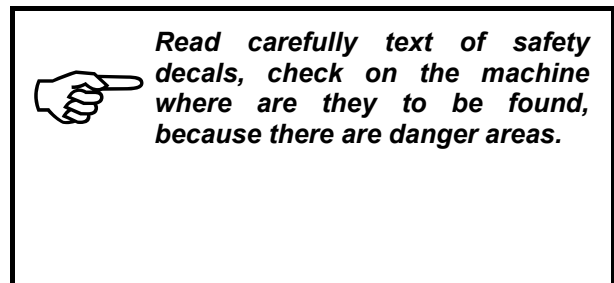 Read carefully text of safety
decals, check on the machine
where are they to be found,
because there are danger areas.